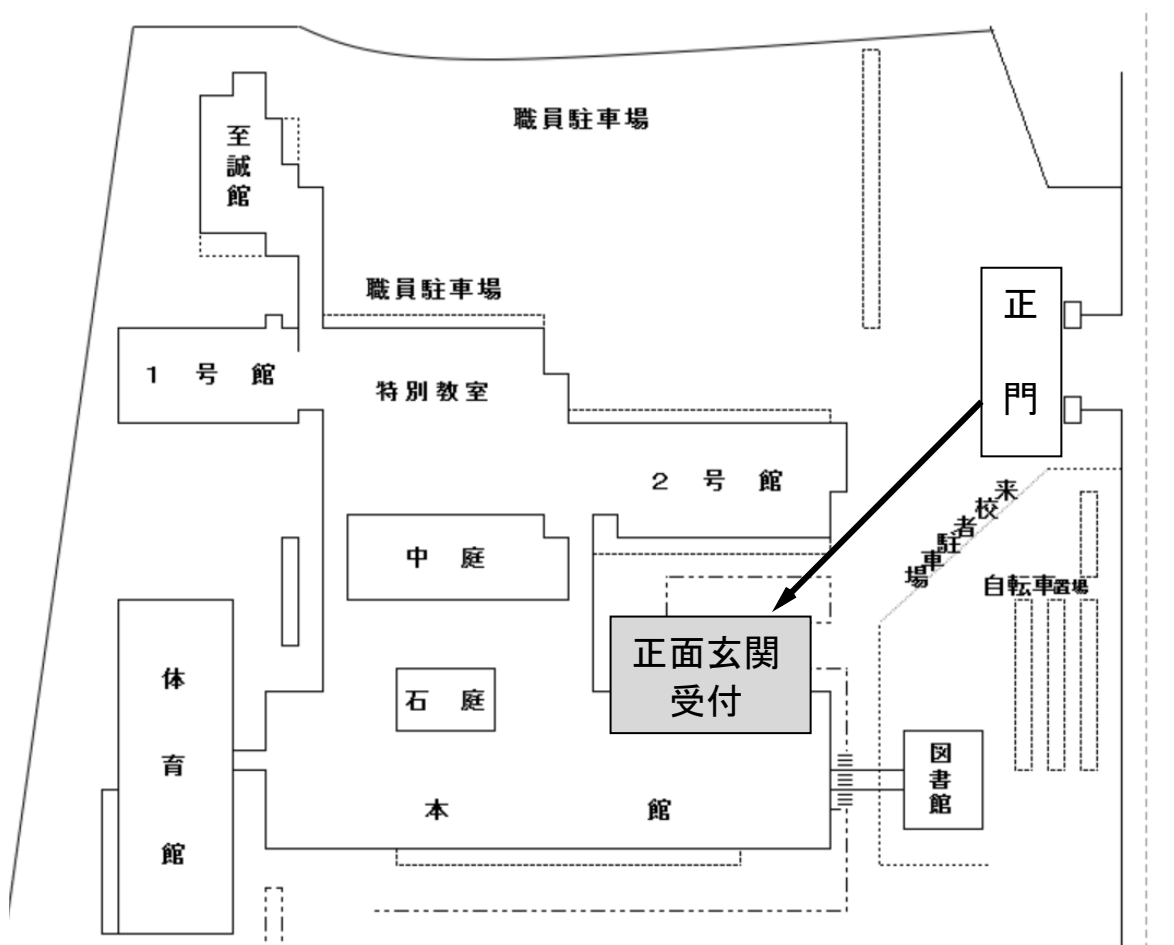 職員駐車場
至誠館
職員駐車場
正門
1号館
特別教室
2号館
来校者駐車場
中庭
自転車置場
正面玄関
受付
体育館
石庭
図書館
本館